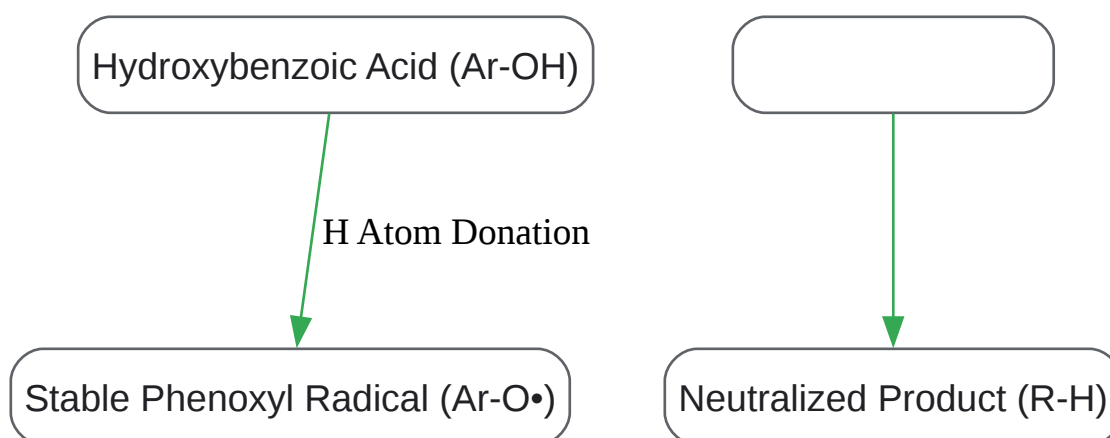 Hydroxybenzoic Acid (Ar-OH)
H Atom Donation
Stable Phenoxyl Radical (Ar-O•)
Neutralized Product (R-H)